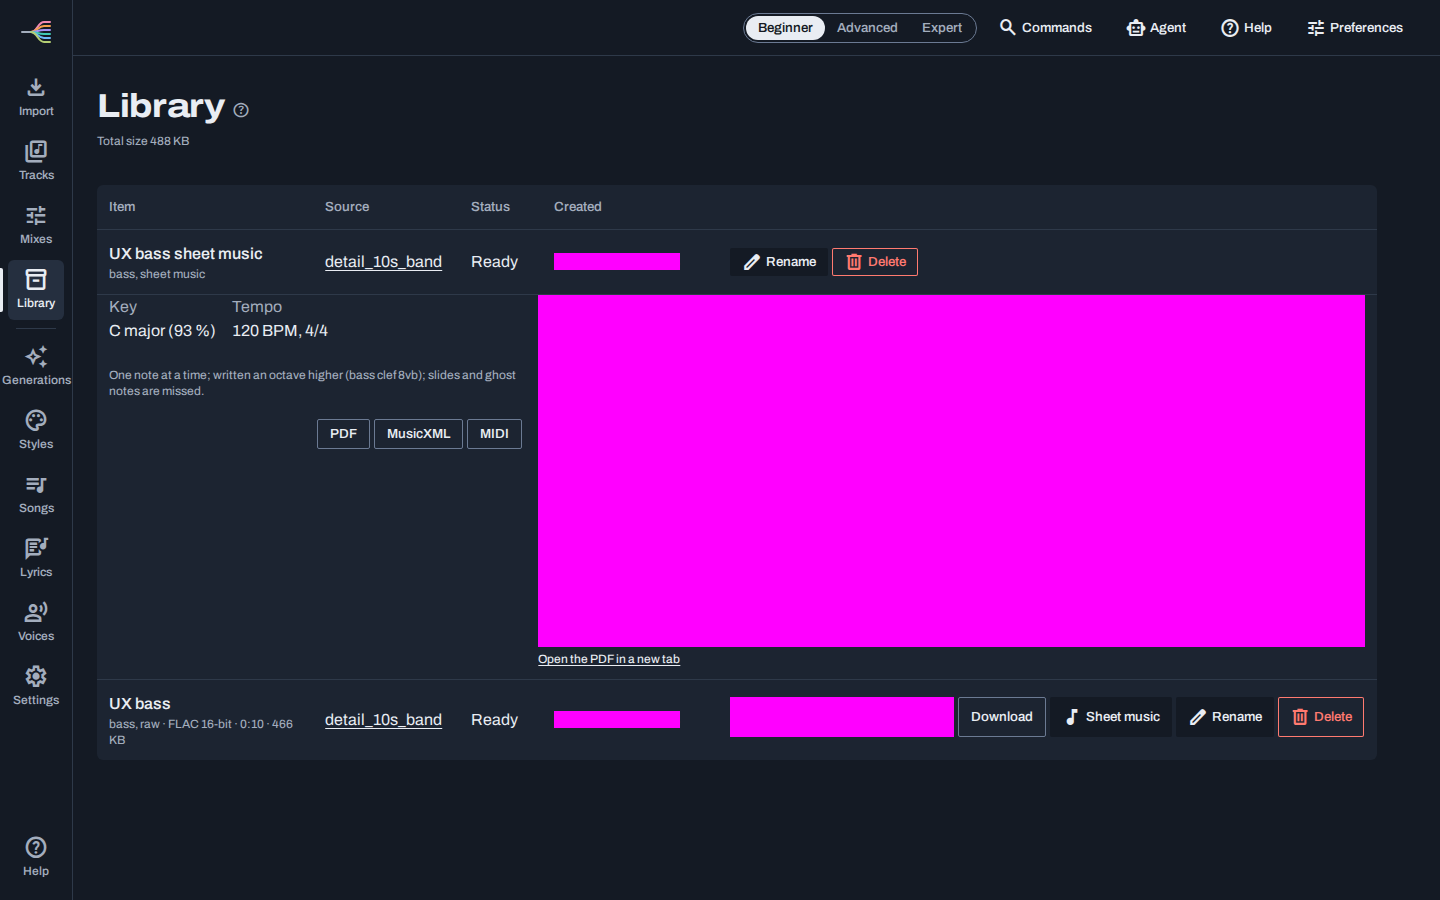 Beginner
Advanced
Expert
Commands
Agent
Help
Preferences
Import
Tracks
Mixes
Library
Generations
Styles
Songs
Lyrics
Voices
Settings
Help
Library
Total size 488 KB
Item
Source
Status
Created
UX bass sheet music
bass, sheet music
detail_10s_band
Ready
Rename
Delete
Key
Tempo
C major (93 %)
120 BPM, 4/4
One note at a time; written an octave higher (bass clef 8vb); slides and ghost
notes are missed.
PDF
MusicXML
MIDI
Open the PDF in a new tab
UX bass
bass, raw · FLAC 16-bit · 0:10 · 466
KB
detail_10s_band
Ready
Download
Sheet music
Rename
Delete